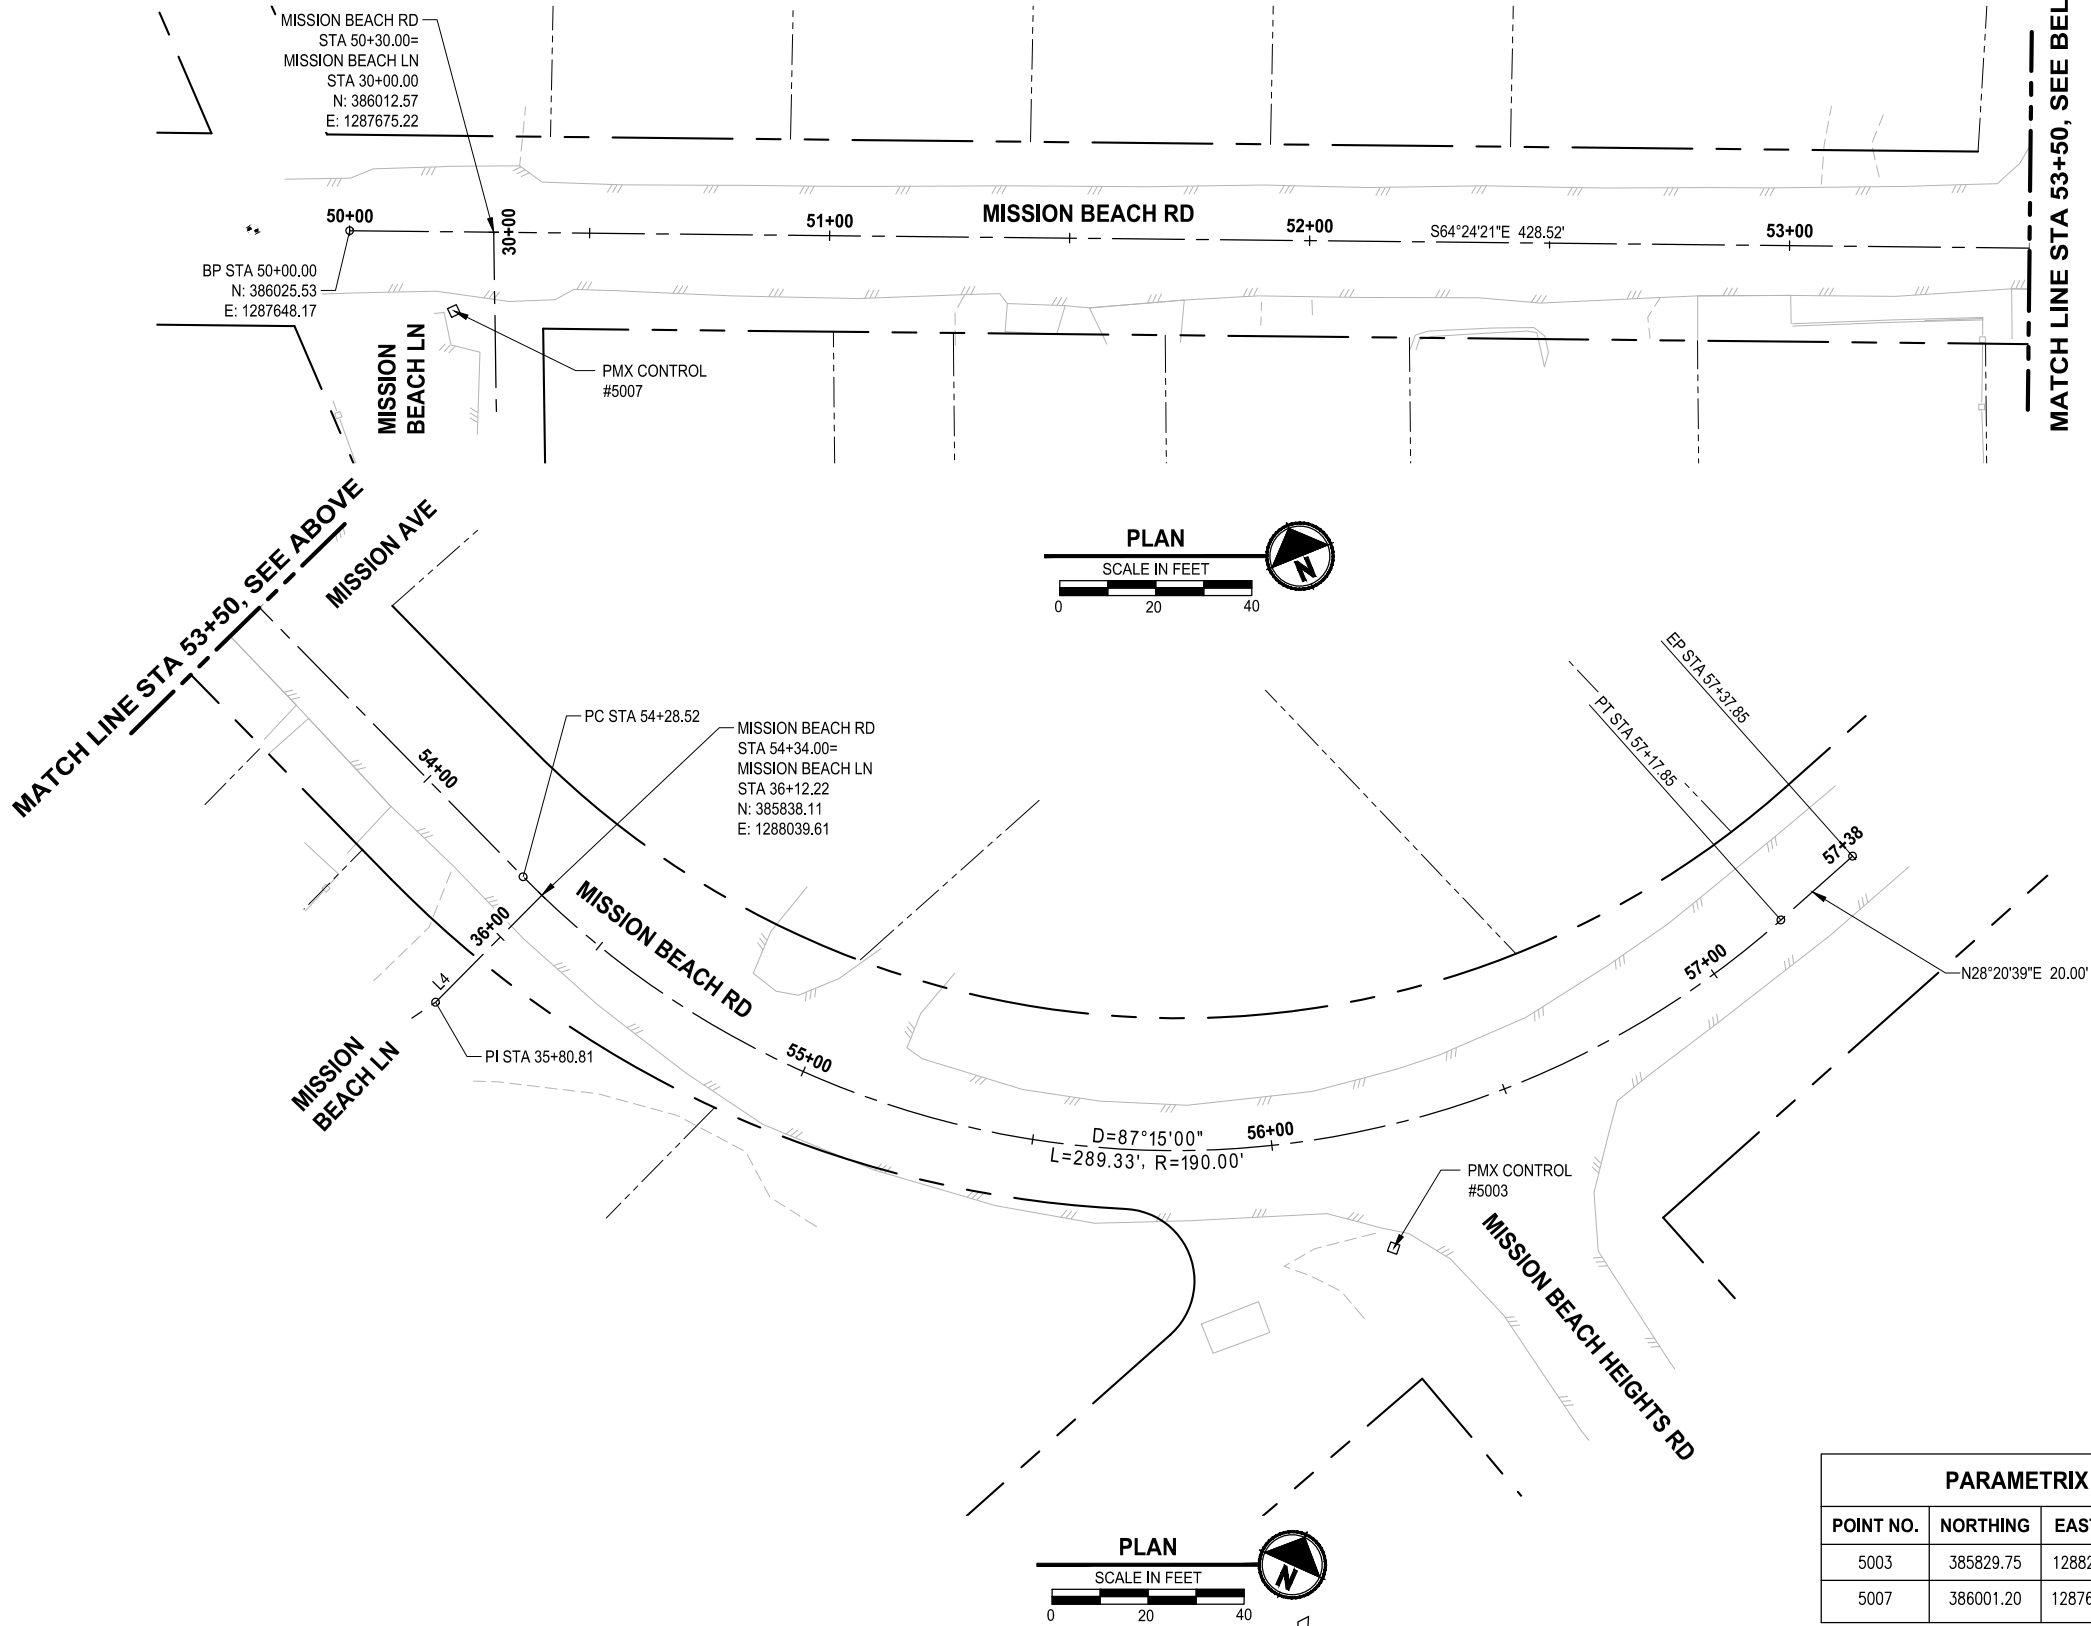 MISSION BEACH RD
STA 50+30.00=
MISSION BEACH LN
STA 30+00.00
N: 386012.57
E: 1287675.22
50+00
30+00
51+00
MISSION BEACH RD
52+00
S64°24'21"E 428.52'
53+00
MATCH LINE STA 53+50, SEE BEL
BP STA 50+00.00
N: 386025.53
E: 1287648.17
MISSION
BEACH LN
PMX CONTROL
#5007
PLAN
SCALE IN FEET
0 20 40
N
MATCH LINE STA 53+50, SEE ABOVE
MISSION AVE
54+00
PC STA 54+28.52
MISSION BEACH RD
STA 54+34.00=
MISSION BEACH LN
STA 36+12.22
N: 385838.11
E: 1288039.61
EP STA 57+37.85
PT STA 57+17.85
57+38
36+00
L4
MISSION BEACH RD
57+00
N28°20'39"E 20.00'
PI STA 35+80.81
MISSION
BEACH LN
55+00
D=87°15'00"
L=289.33', R=190.00'
56+00
PMX CONTROL
#5003
MISSION BEACH HEIGHTS RD
PLAN
SCALE IN FEET
0 20 40
N
PARAMETRIX
POINT NO. NORTHING EAST
5003 385829.75 12882
5007 386001.20 12876